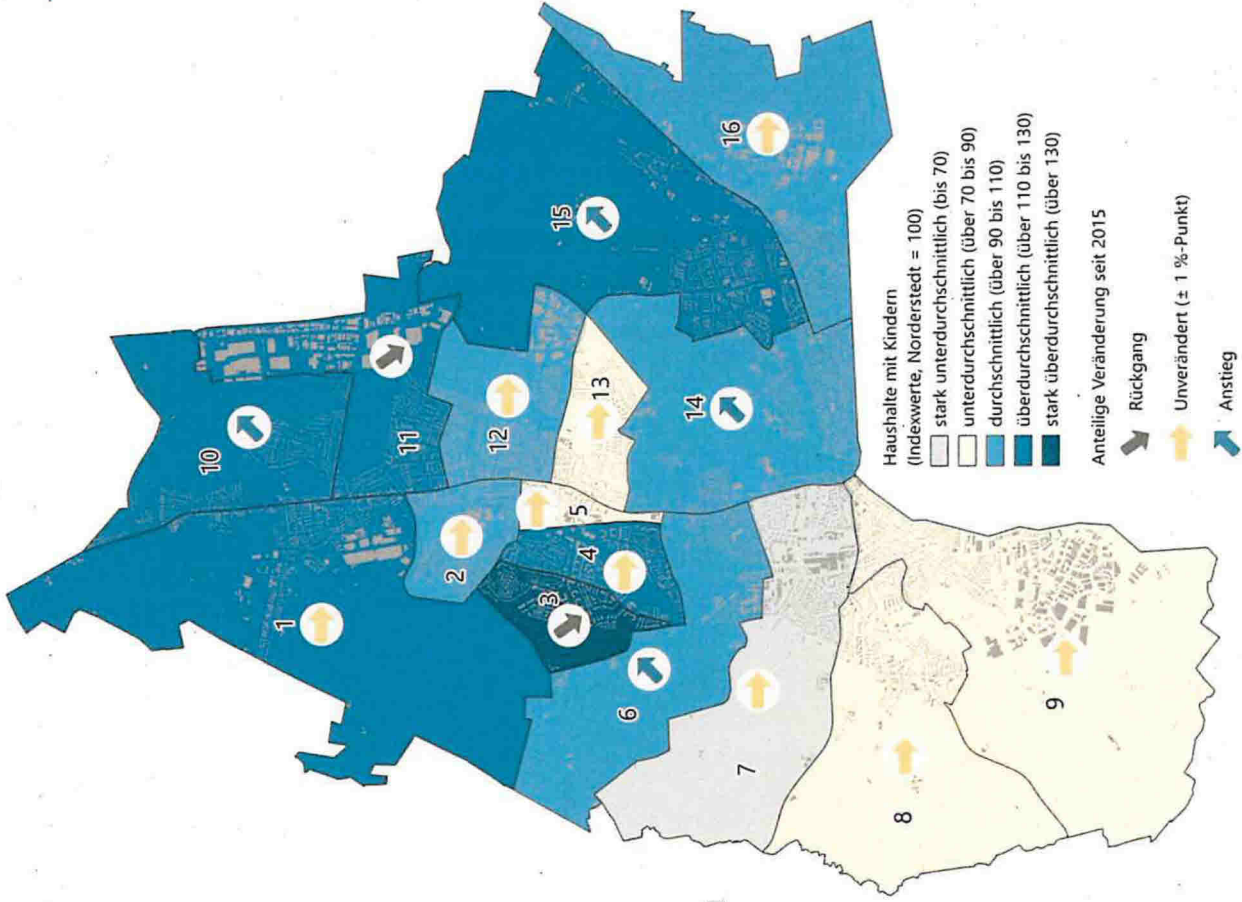 1
2
3
4
5
6
7
8
9
10
11
12
13
14
15
16
Haushalte mit Kindern
(Indexwerte, Norderstedt = 100)
stark unterdurchschnittlich (bis 70)
unterdurschnittlich (über 70 bis 90)
durchschnittlich (über 90 bis 110)
überdurchschnittlich (über 110 bis 130)
stark überdurchschnittlich (über 130)
Anteilige Veränderung seit 2015
Rückgang
Unverändert (± 1 %-Punkt)
Anstieg